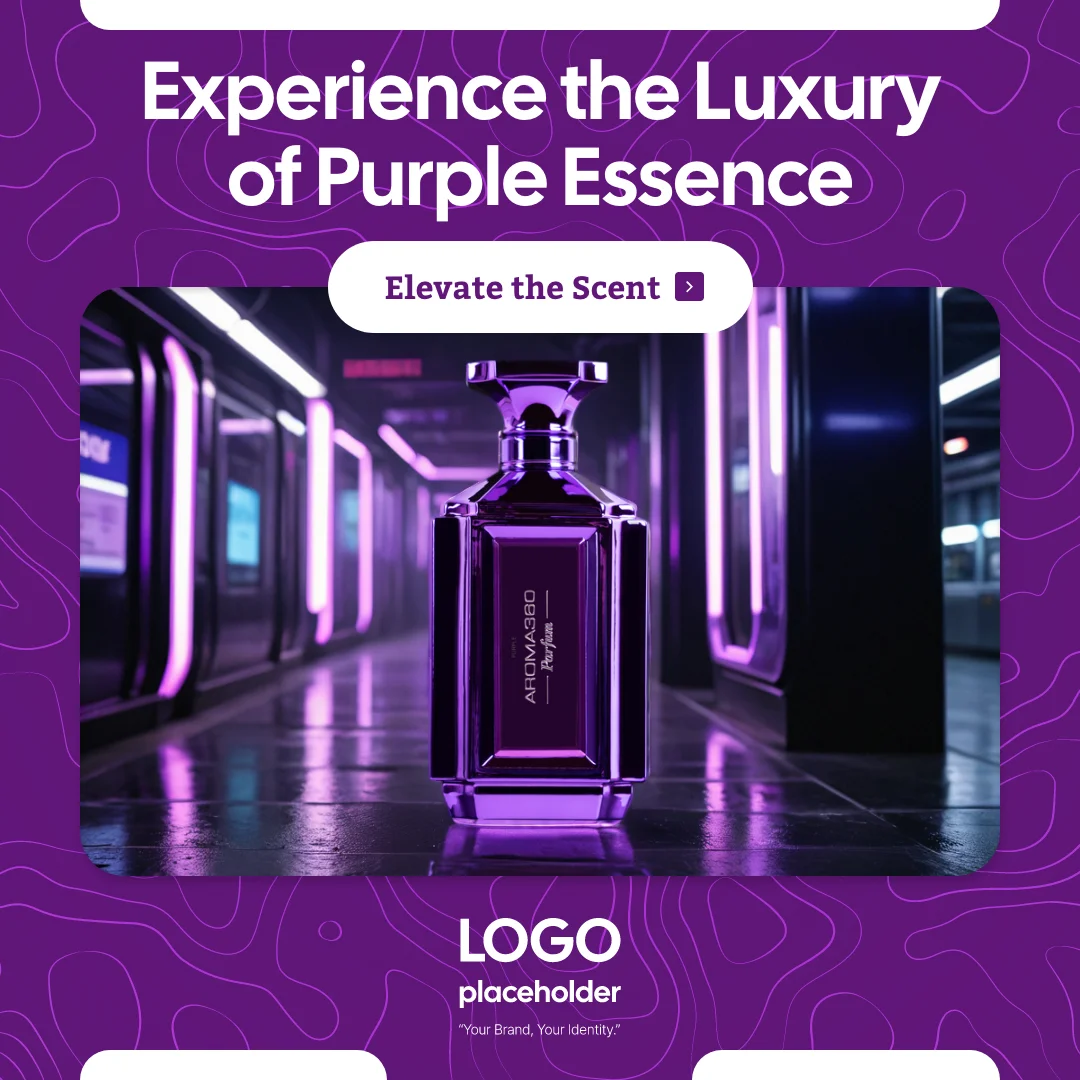 Experience the Luxury
of Purple Essence
Elevate the Scent
AROMA360
Parfum
LOGO
placeholder
“Your Brand, Your Identity.”